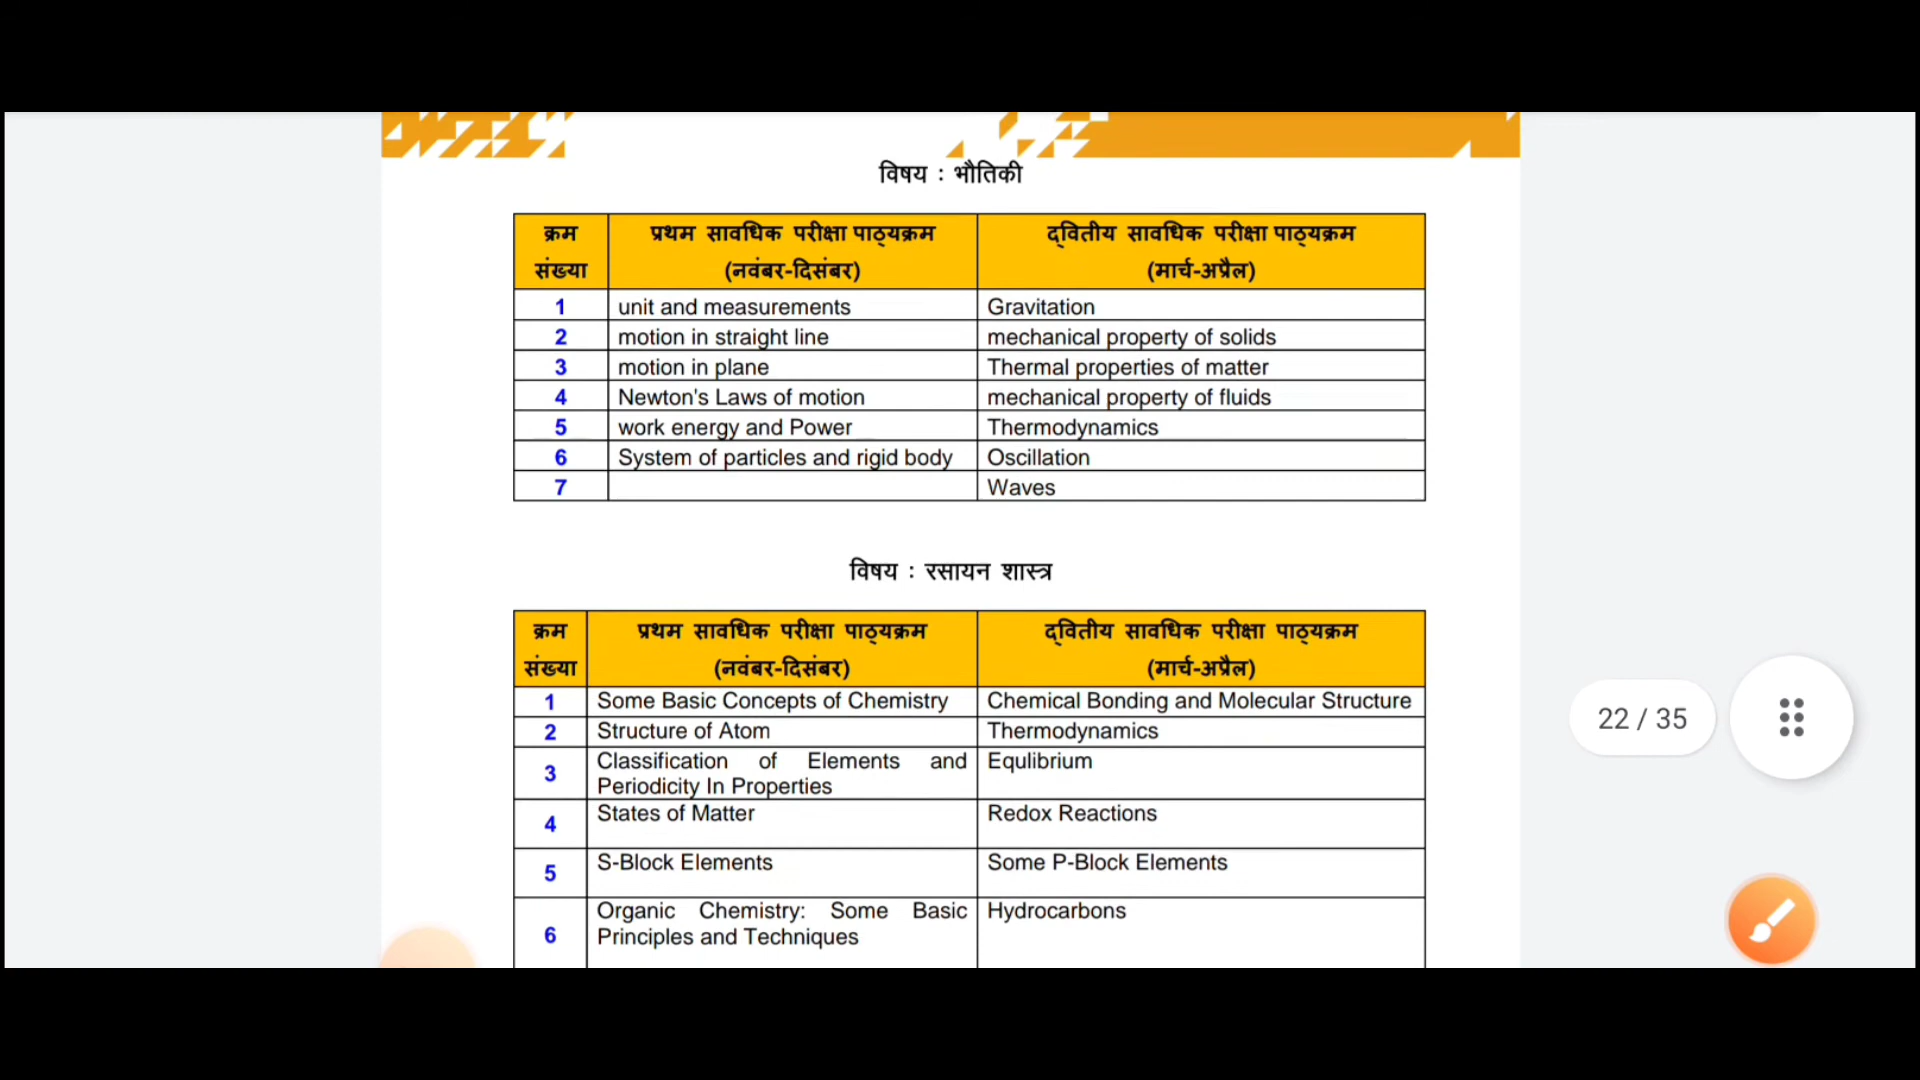 विषय : भौतिकी
क्रम संख्या प्रथम सावधिक परीक्षा पाठ्यक्रम (नवंबर-दिसंबर) द्वितीय सावधिक परीक्षा पाठ्यक्रम (मार्च-अप्रैल)
1 unit and measurements Gravitation
2 motion in straight line mechanical property of solids
3 motion in plane Thermal properties of matter
4 Newton's Laws of motion mechanical property of fluids
5 work energy and Power Thermodynamics
6 System of particles and rigid body Oscillation
7 Waves
विषय : रसायन शास्त्र
क्रम संख्या प्रथम सावधिक परीक्षा पाठ्यक्रम (नवंबर-दिसंबर) द्वितीय सावधिक परीक्षा पाठ्यक्रम (मार्च-अप्रैल)
1 Some Basic Concepts of Chemistry Chemical Bonding and Molecular Structure
2 Structure of Atom Thermodynamics
3 Classification of Elements and Periodicity In Properties Equlibrium
4 States of Matter Redox Reactions
5 S-Block Elements Some P-Block Elements
6 Organic Chemistry: Some Basic Principles and Techniques Hydrocarbons
22 / 35